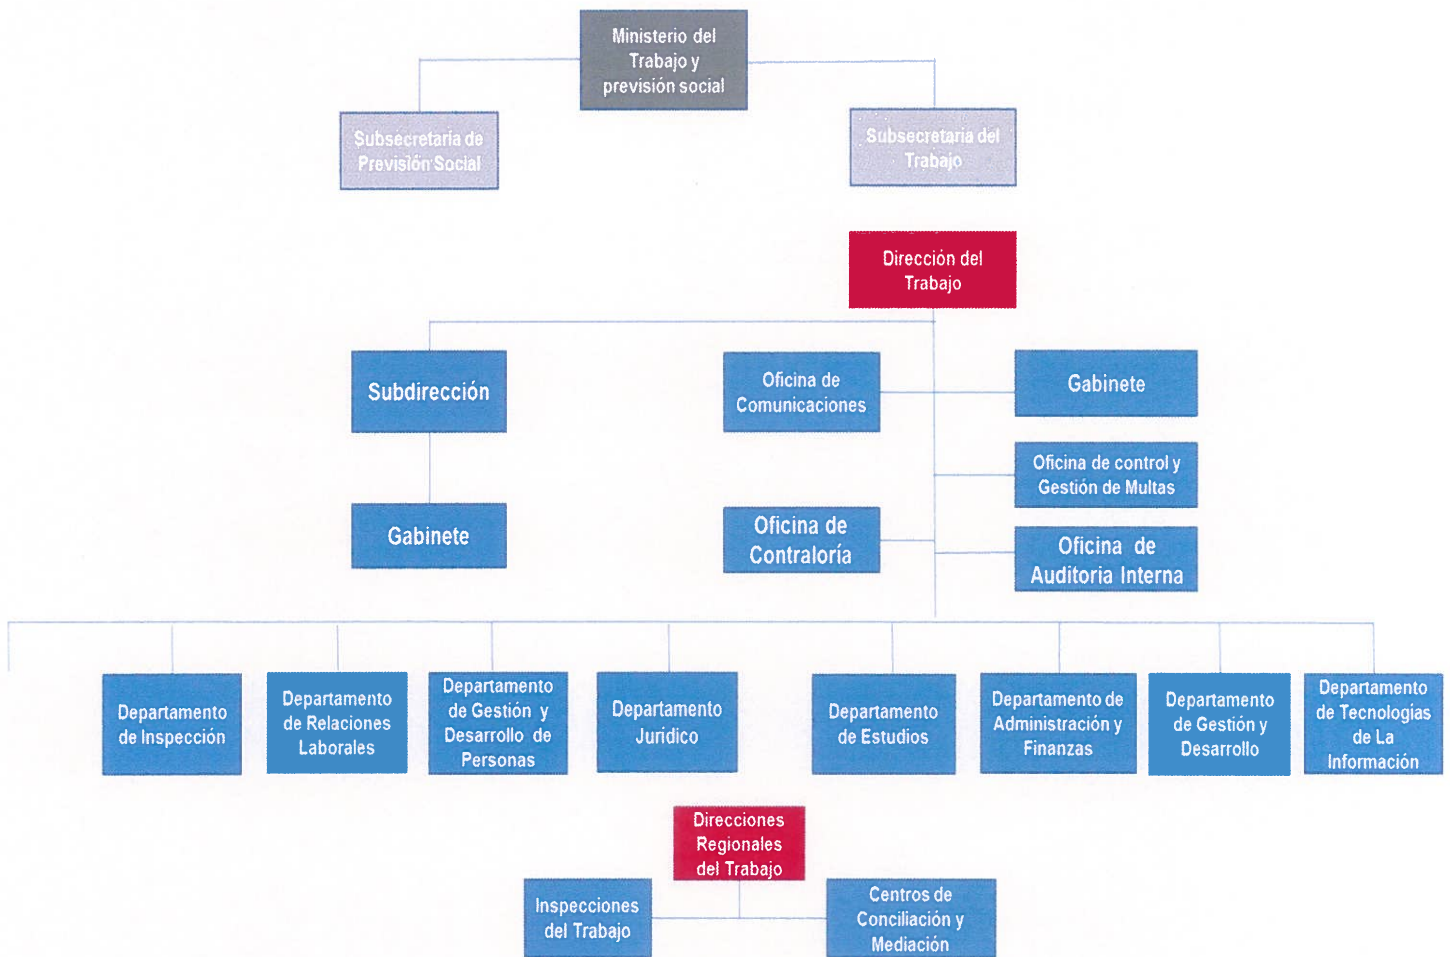 Ministerio del
Trabajo y
previsión social
Subsecretaria de
Previsión Social
Subsecretaria del
Trabajo
Dirección del
Trabajo
Subdirección
Oficina de
Comunicaciones
Gabinete
Oficina de control y
Gestión de Multas
Gabinete
Oficina de
Contraloría
Oficina de
Auditoria Interna
Departamento
de Inspección
Departamento
de Relaciones
Laborales
Departamento
de Gestión y
Desarrollo de
Personas
Departamento
Jurídico
Departamento
de Estudios
Departamento de
Administración y
Finanzas
Departamento
de Gestión y
Desarrollo
Departamento
de Tecnologías
de La
Información
Direcciones
Regionales
del Trabajo
Inspecciones
del Trabajo
Centros de
Conciliación y
Mediación